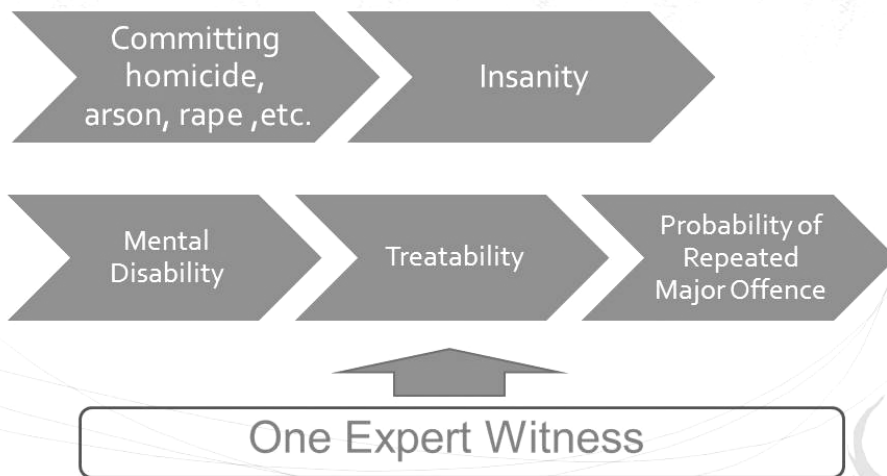 Committing
homicide,
arson, rape ,etc.
Insanity
Mental
Disability
Treatability
Probability of
Repeated
Major Offence
One Expert Witness